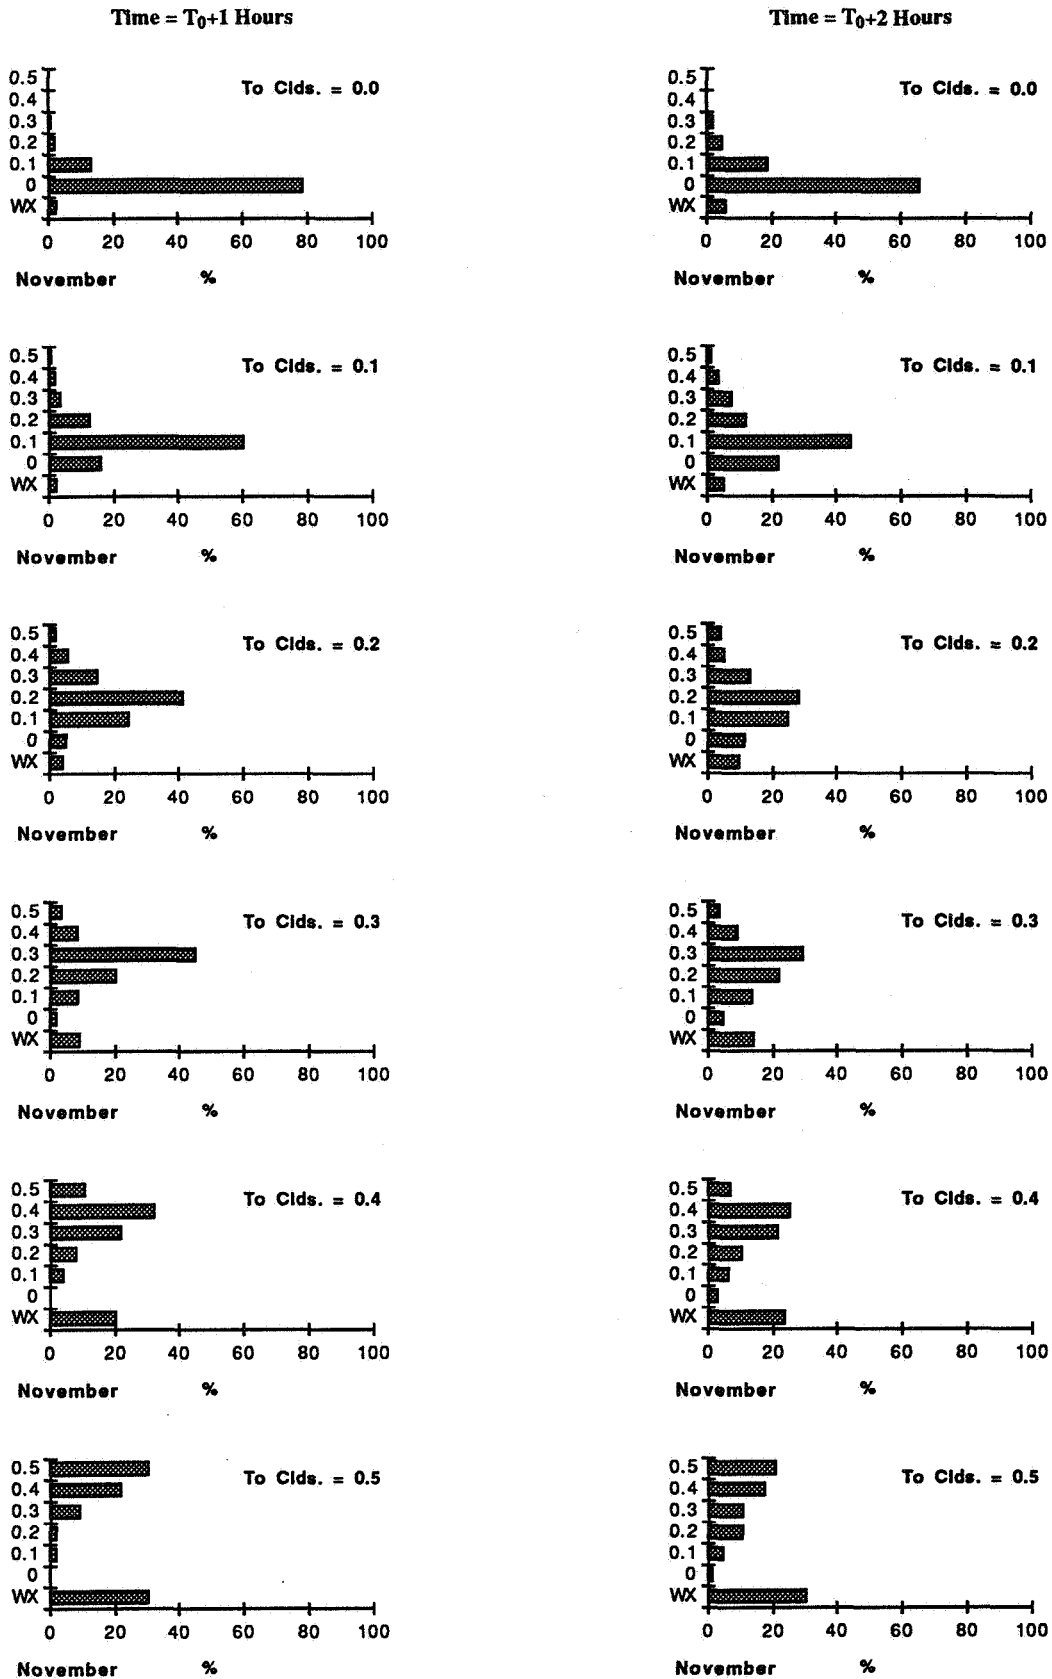 Time = T0+1 Hours
Time = T0+2 Hours
To Clds. = 0.0
0.5
0.4
0.3
0.2
0.1
0
WX
0 20 40 60 80 100
November %
To Clds. = 0.0
0.5
0.4
0.3
0.2
0.1
0
WX
0 20 40 60 80 100
November %
To Clds. = 0.1
0.5
0.4
0.3
0.2
0.1
0
WX
0 20 40 60 80 100
November %
To Clds. = 0.1
0.5
0.4
0.3
0.2
0.1
0
WX
0 20 40 60 80 100
November %
To Clds. = 0.2
0.5
0.4
0.3
0.2
0.1
0
WX
0 20 40 60 80 100
November %
To Clds. = 0.2
0.5
0.4
0.3
0.2
0.1
0
WX
0 20 40 60 80 100
November %
To Clds. = 0.3
0.5
0.4
0.3
0.2
0.1
0
WX
0 20 40 60 80 100
November %
To Clds. = 0.3
0.5
0.4
0.3
0.2
0.1
0
WX
0 20 40 60 80 100
November %
To Clds. = 0.4
0.5
0.4
0.3
0.2
0.1
0
WX
0 20 40 60 80 100
November %
To Clds. = 0.4
0.5
0.4
0.3
0.2
0.1
0
WX
0 20 40 60 80 100
November %
To Clds. = 0.5
0.5
0.4
0.3
0.2
0.1
0
WX
0 20 40 60 80 100
November %
To Clds. = 0.5
0.5
0.4
0.3
0.2
0.1
0
WX
0 20 40 60 80 100
November %